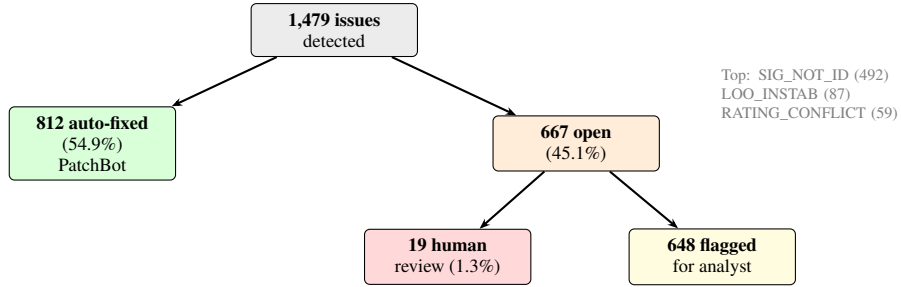 1,479 issues
detected
Top: SIG_NOT_ID (492)
LOO_INSTAB (87)
RATING_CONFLICT (59)
812 auto-fixed
(54.9%)
PatchBot
667 open
(45.1%)
19 human
review (1.3%)
648 flagged
for analyst